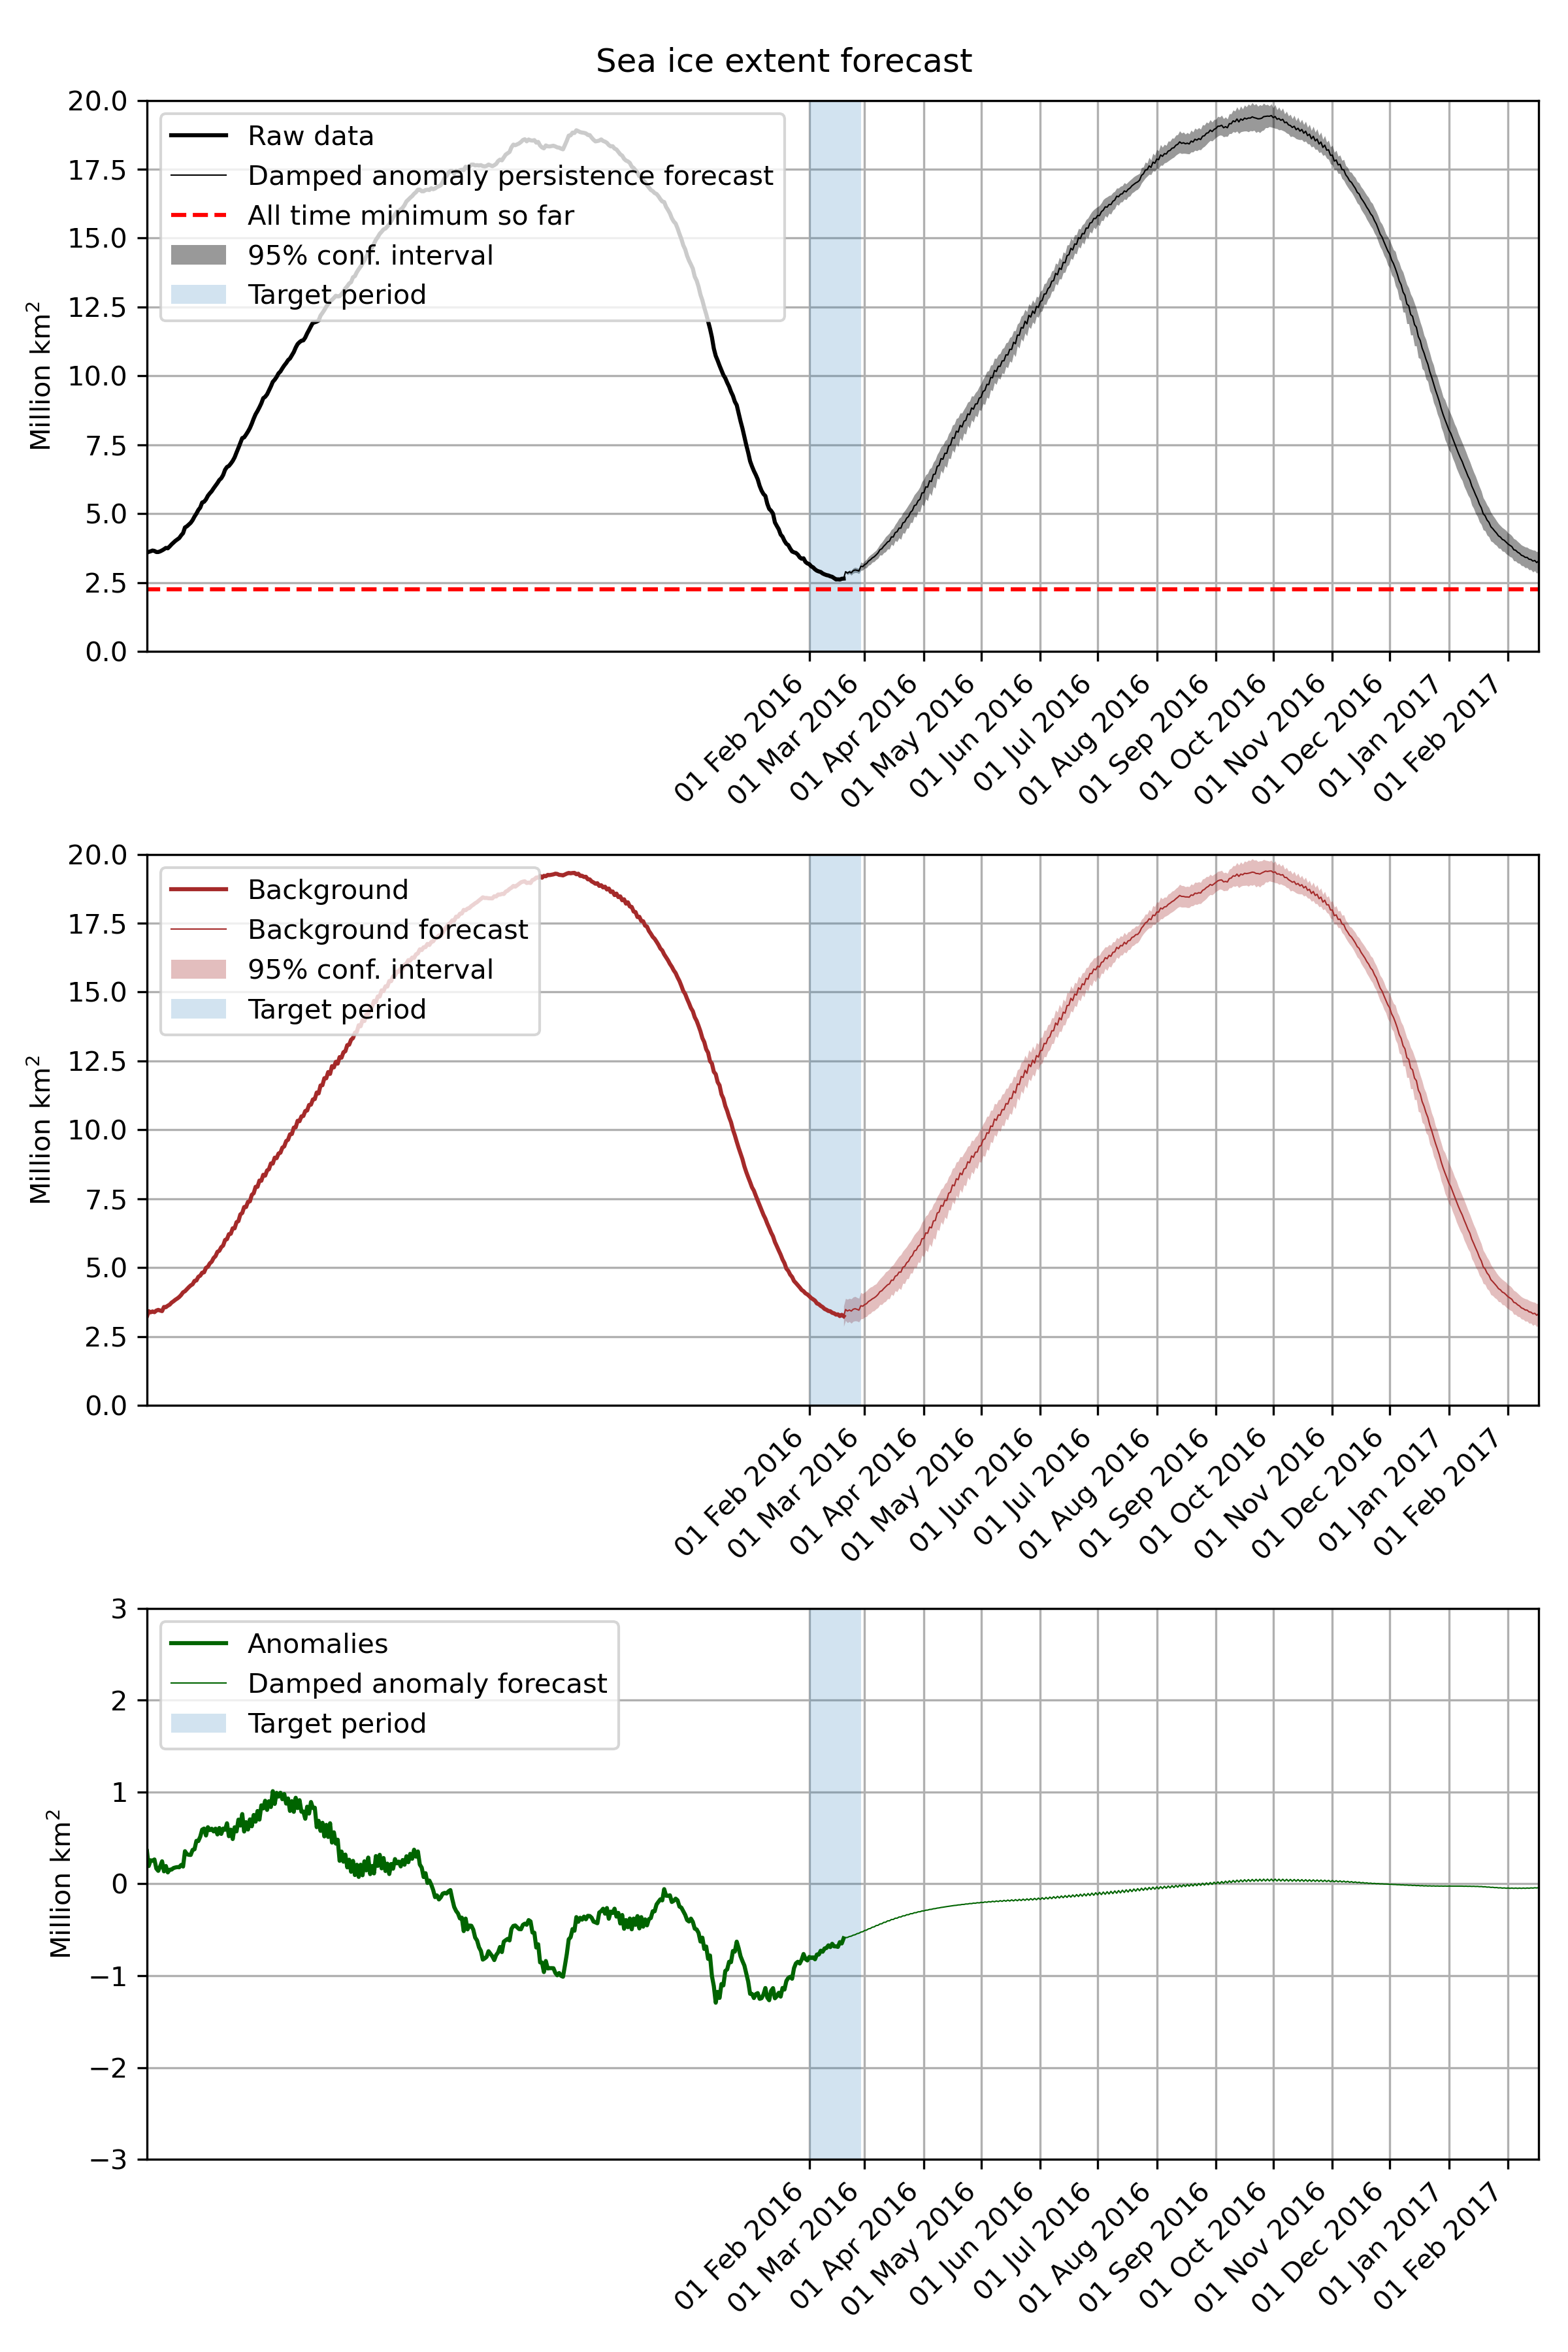 Sea ice extent forecast
20.0
17.5
15.0
12.5
10.0
7.5
5.0
2.5
0.0
Million km²
Raw data
Damped anomaly persistence forecast
All time minimum so far
95% conf. interval
Target period
01 Feb 2016
01 Mar 2016
01 Apr 2016
01 May 2016
01 Jun 2016
01 Jul 2016
01 Aug 2016
01 Sep 2016
01 Oct 2016
01 Nov 2016
01 Dec 2016
01 Jan 2017
01 Feb 2017
20.0
17.5
15.0
12.5
10.0
7.5
5.0
2.5
0.0
Million km²
Background
Background forecast
95% conf. interval
Target period
01 Feb 2016
01 Mar 2016
01 Apr 2016
01 May 2016
01 Jun 2016
01 Jul 2016
01 Aug 2016
01 Sep 2016
01 Oct 2016
01 Nov 2016
01 Dec 2016
01 Jan 2017
01 Feb 2017
3
2
1
0
−1
−2
−3
Million km²
Anomalies
Damped anomaly forecast
Target period
01 Feb 2016
01 Mar 2016
01 Apr 2016
01 May 2016
01 Jun 2016
01 Jul 2016
01 Aug 2016
01 Sep 2016
01 Oct 2016
01 Nov 2016
01 Dec 2016
01 Jan 2017
01 Feb 2017